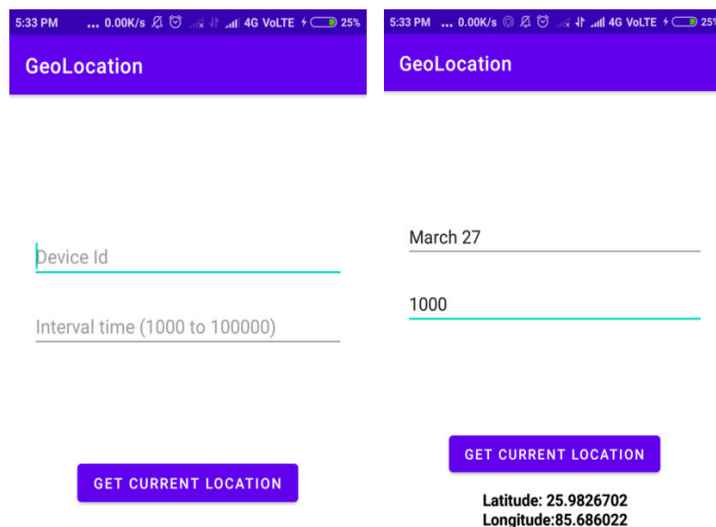 5:33 PM ... 0.00K/s 4G VoLTE 25%
GeoLocation
Device Id
Interval time (1000 to 100000)
GET CURRENT LOCATION
5:33 PM ... 0.00K/s 4G VoLTE 25%
GeoLocation
March 27
1000
GET CURRENT LOCATION
Latitude: 25.9826702
Longitude:85.686022